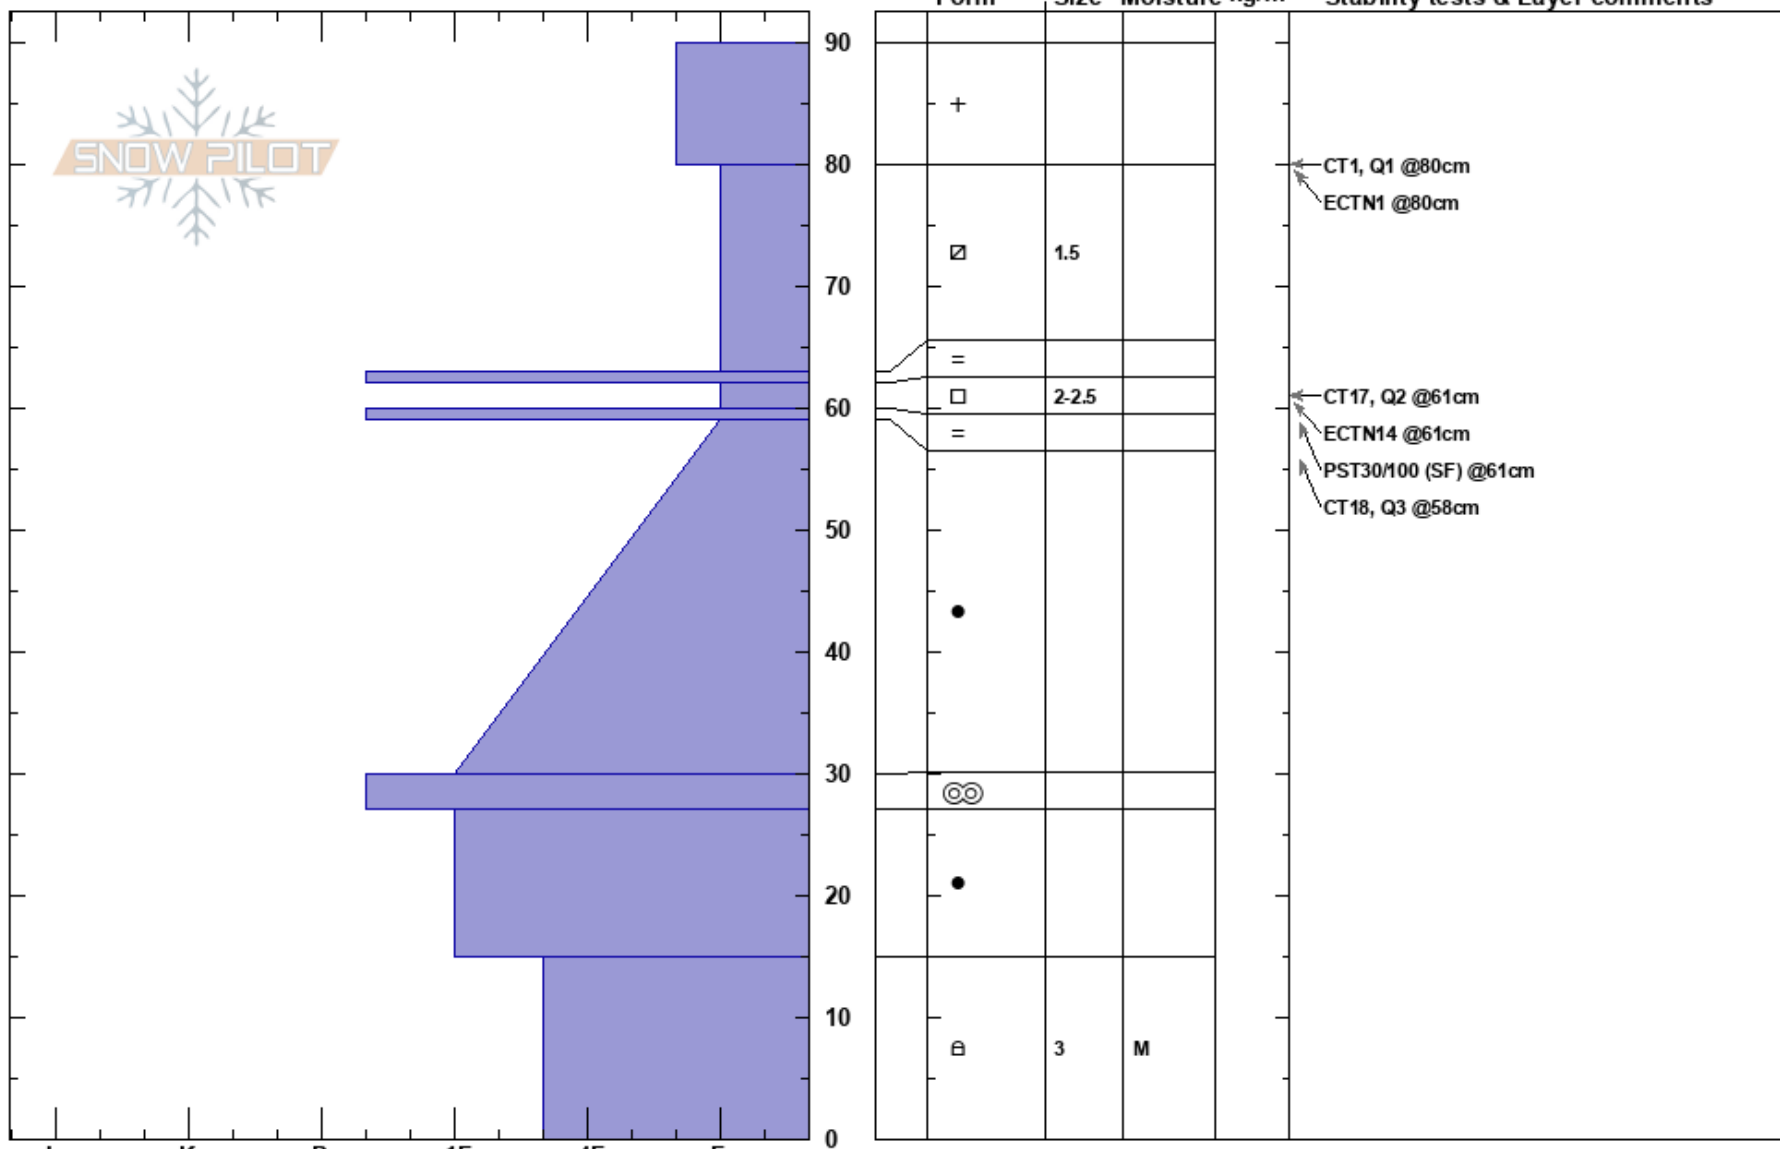 Form Size Moisture Stability tests & Layer comments
SNOW PILOT
90
+
80
CT1, Q1 @80cm
ECTN1 @80cm
1.5
70
=
2-2.5
60
CT17, Q2 @61cm
=
ECTN14 @61cm
PST30/100 (SF) @61cm
CT18, Q3 @58cm
50
40
30
20
10
3 M
0